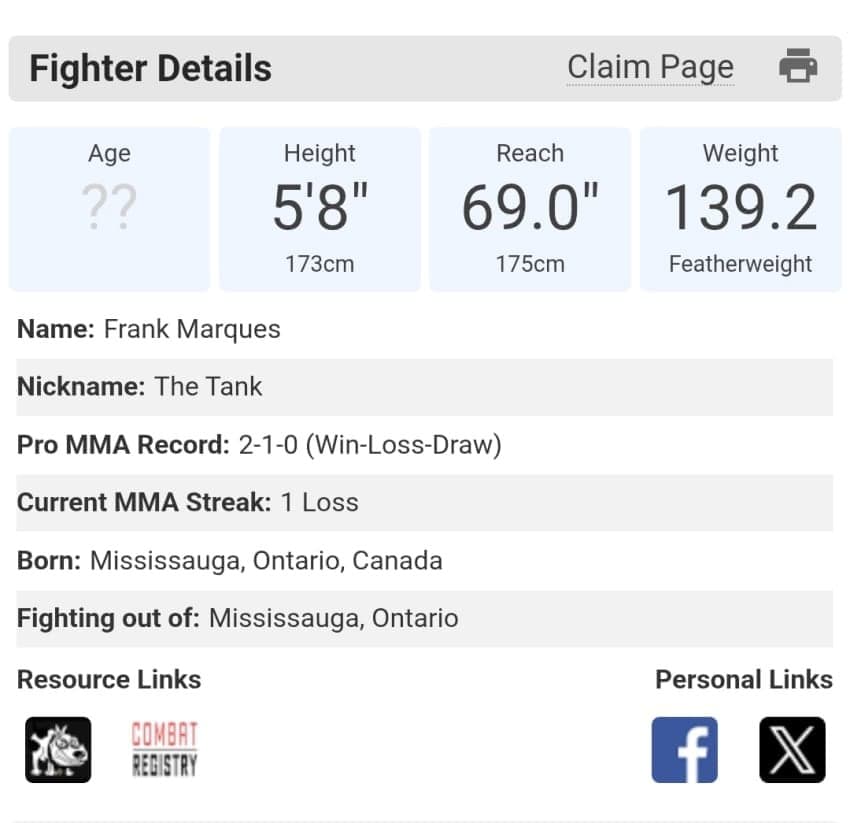 Fighter Details
Claim Page
Age
??
Height
5'8"
173cm
Reach
69.0"
175cm
Weight
139.2
Featherweight
Name: Frank Marques
Nickname: The Tank
Pro MMA Record: 2-1-0 (Win-Loss-Draw)
Current MMA Streak: 1 Loss
Born: Mississauga, Ontario, Canada
Fighting out of: Mississauga, Ontario
Resource Links
Personal Links
COMBAT
REGISTRY
f
X